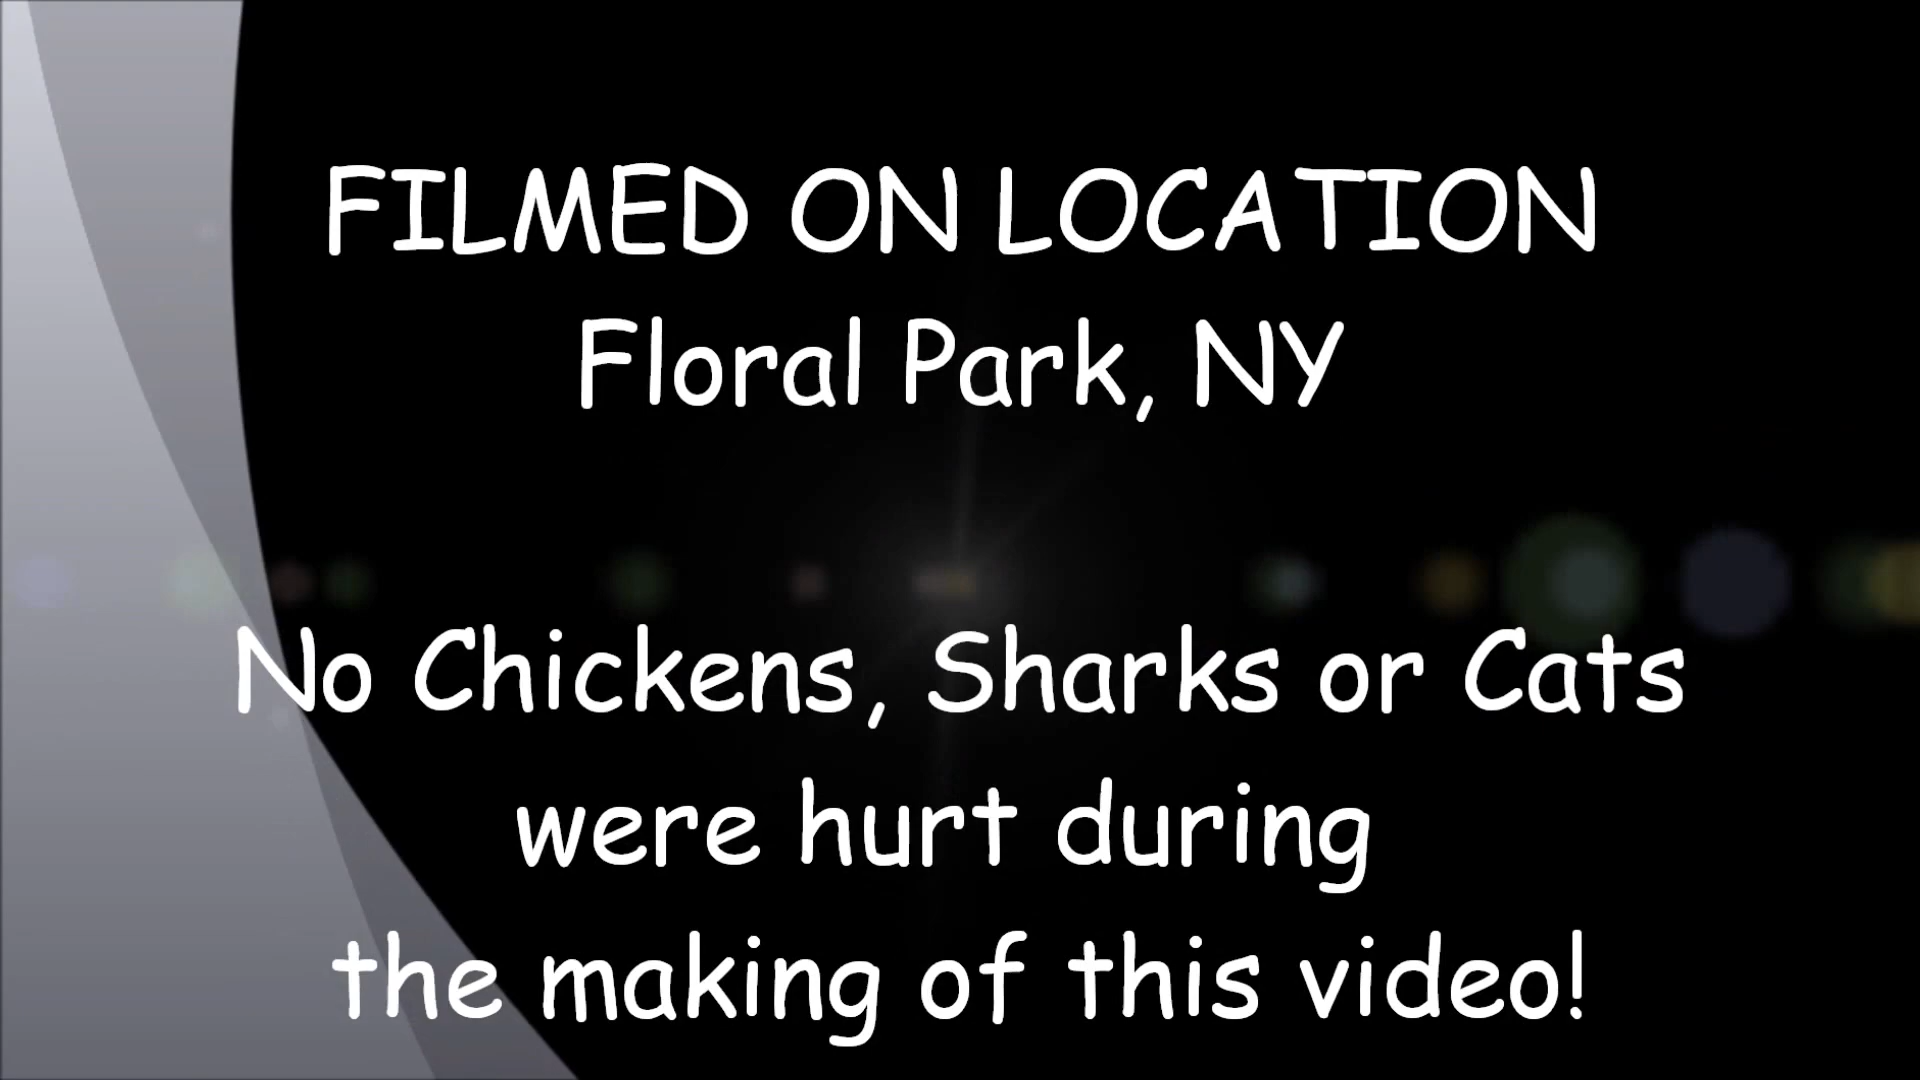 FILMED ON LOCATION
Floral Park, NY
No Chickens, Sharks or Cats
were hurt during
the making of this video!